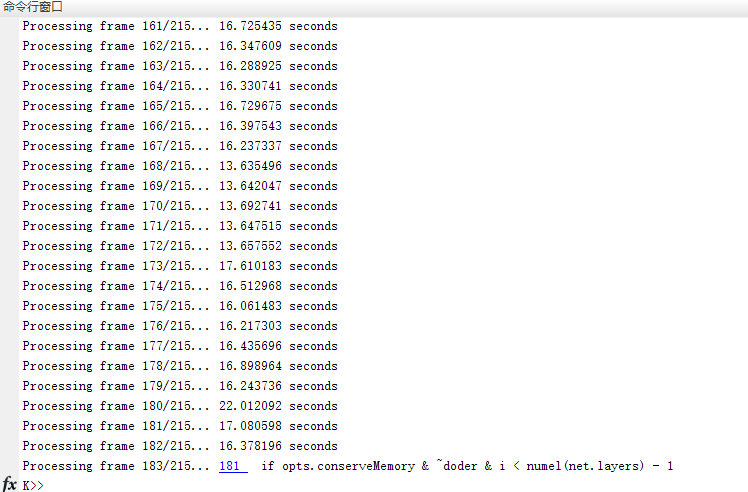 命令行窗口
Processing frame 161/215... 16.725435 seconds
Processing frame 162/215... 16.347609 seconds
Processing frame 163/215... 16.288925 seconds
Processing frame 164/215... 16.330741 seconds
Processing frame 165/215... 16.729675 seconds
Processing frame 166/215... 16.397543 seconds
Processing frame 167/215... 16.237337 seconds
Processing frame 168/215... 13.635496 seconds
Processing frame 169/215... 13.642047 seconds
Processing frame 170/215... 13.692741 seconds
Processing frame 171/215... 13.647515 seconds
Processing frame 172/215... 13.657552 seconds
Processing frame 173/215... 17.610183 seconds
Processing frame 174/215... 16.512968 seconds
Processing frame 175/215... 16.061483 seconds
Processing frame 176/215... 16.217303 seconds
Processing frame 177/215... 16.435696 seconds
Processing frame 178/215... 16.898964 seconds
Processing frame 179/215... 16.243736 seconds
Processing frame 180/215... 22.012092 seconds
Processing frame 181/215... 17.080598 seconds
Processing frame 182/215... 16.378196 seconds
Processing frame 183/215... 181  if opts.conserveMemory & ~doder & i < numel(net.layers) - 1
fx K>>